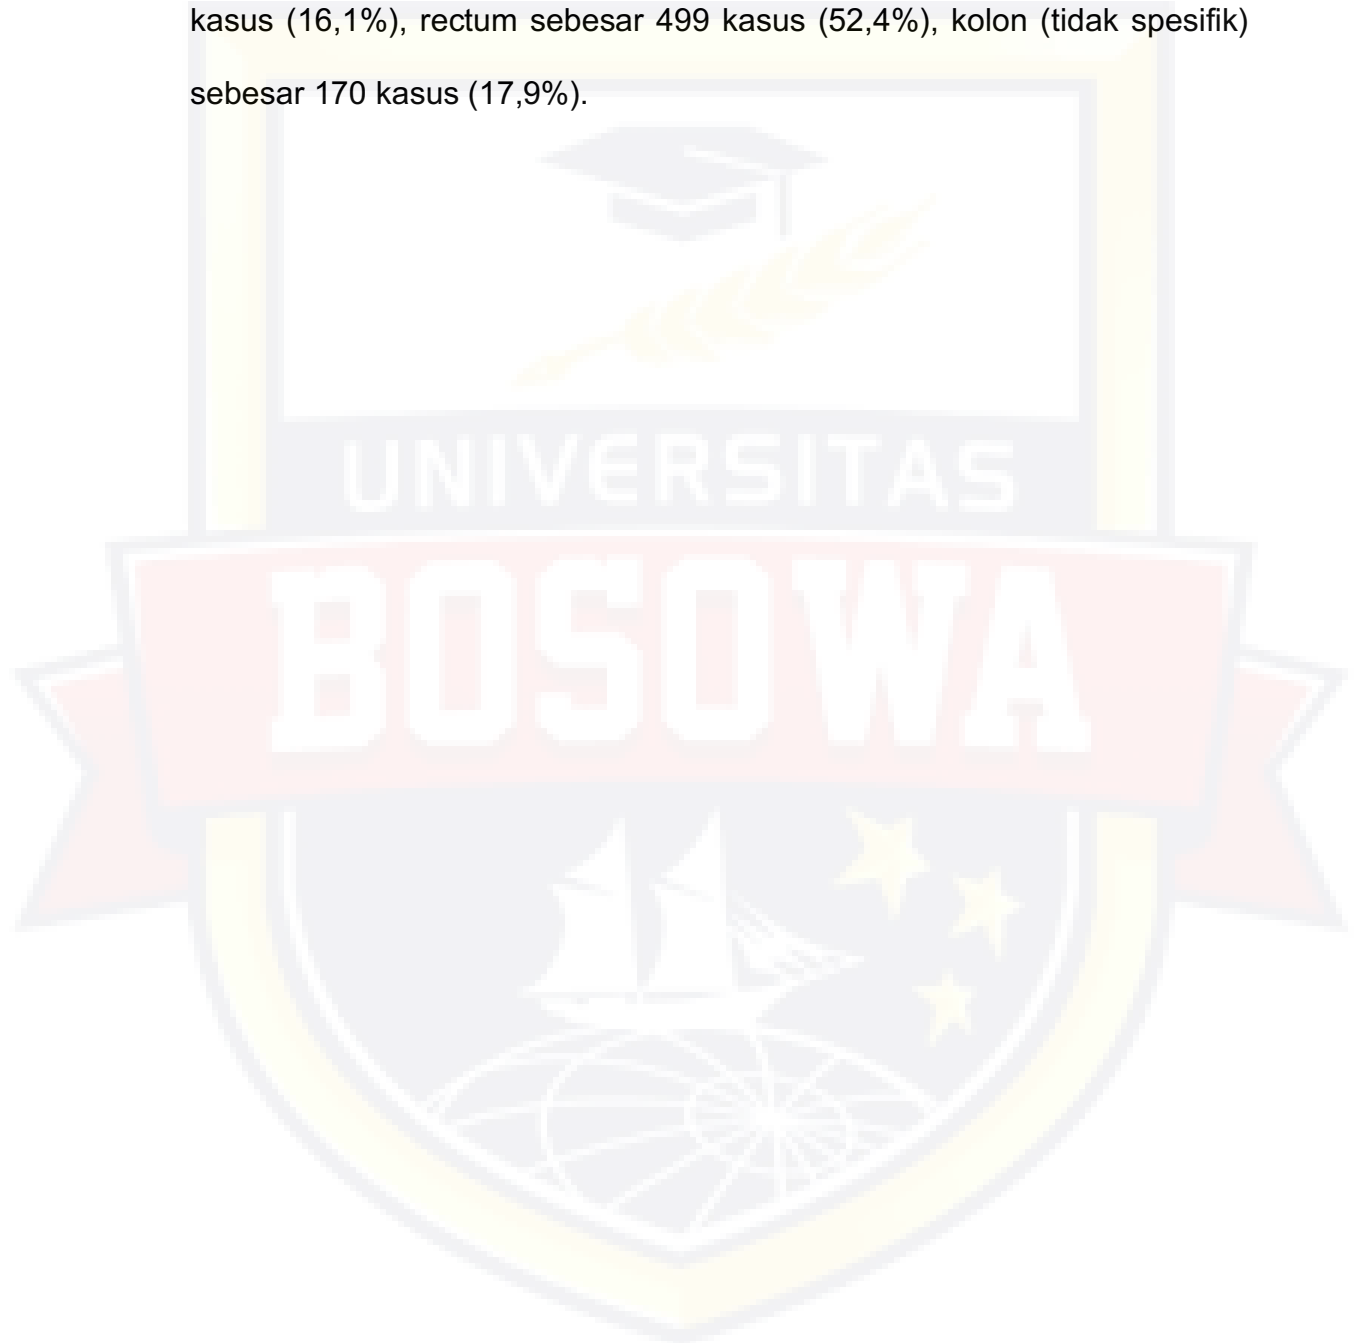 kasus (16,1%), rectum sebesar 499 kasus (52,4%), kolon (tidak spesifik)
sebesar 170 kasus (17,9%).
UNIVERSITAS
BOSOWA